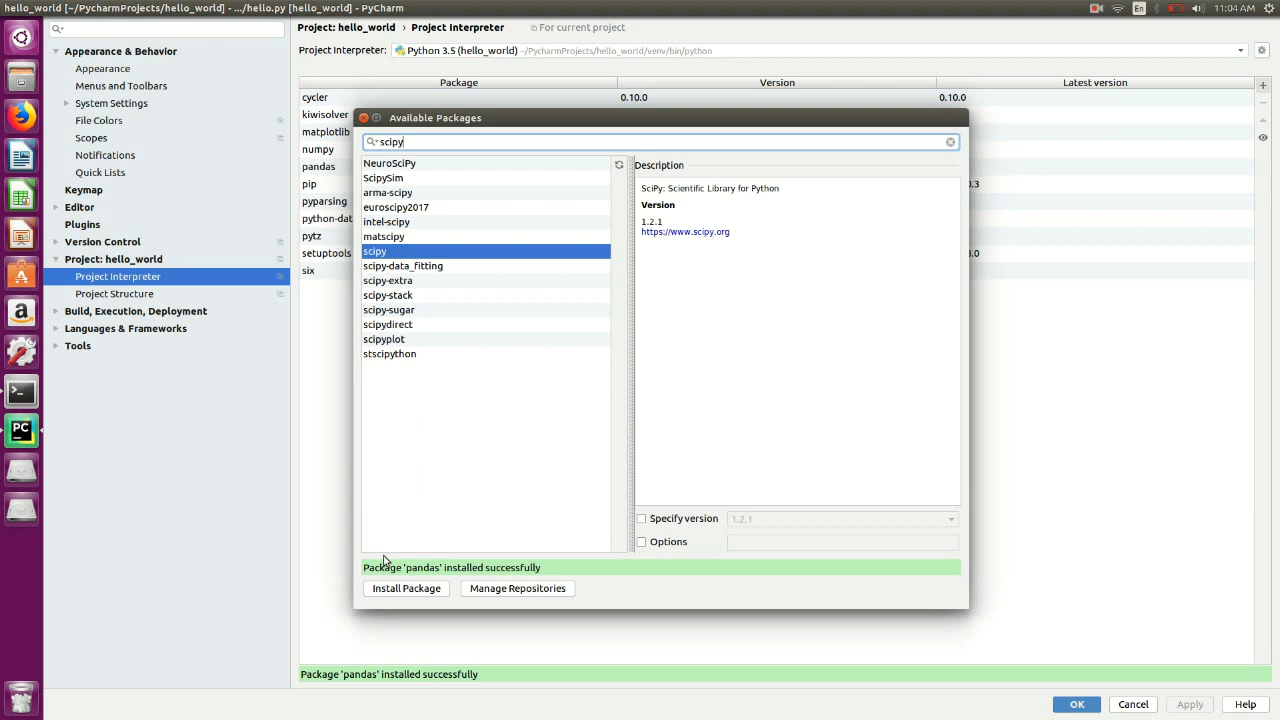 hello_world [~/PycharmProjects/hello_world] - .../hello.py [hello_world] - PyCharm
En
11:04 AM
Appearance & Behavior
Appearance
Menus and Toolbars
System Settings
File Colors
Scopes
Notifications
Quick Lists
Keymap
Editor
Plugins
Version Control
Project: hello_world
Project Interpreter
Project Structure
Build, Execution, Deployment
Languages & Frameworks
Tools
Project: hello_world › Project Interpreter
For current project
Project Interpreter:
Python 3.5 (hello_world) ~/PycharmProjects/hello_world/venv/bin/python
Package Version Latest version
cycler 0.10.0 0.10.0
kiwisolver
matplotlib
numpy
pandas
pip .3
pyparsing
python-dat
pytz
setuptools .0
six
Available Packages
scipy
NeuroSciPy
ScipySim
arma-scipy
euroscipy2017
intel-scipy
matscipy
scipy
scipy-data_fitting
scipy-extra
scipy-stack
scipy-sugar
scipydirect
scipyplot
stscipython
Description
SciPy: Scientific Library for Python
Version
1.2.1
https://www.scipy.org
Specify version 1.2.1
Options
Package 'pandas' installed successfully
Install Package Manage Repositories
Package 'pandas' installed successfully
OK Cancel Apply Help
PC